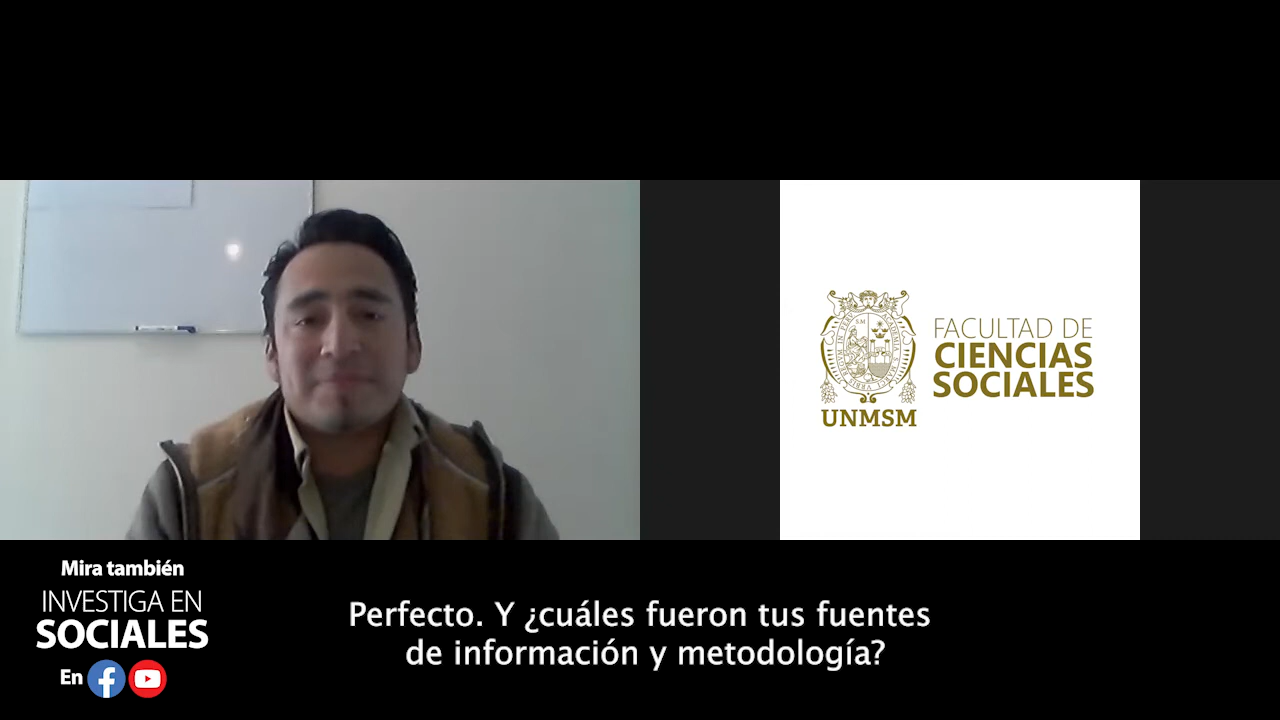 FACULTAD DE
CIENCIAS
SOCIALES
UNMSM
Mira también
INVESTIGA EN
SOCIALES
En
Perfecto. Y ¿cuáles fueron tus fuentes
de información y metodología?